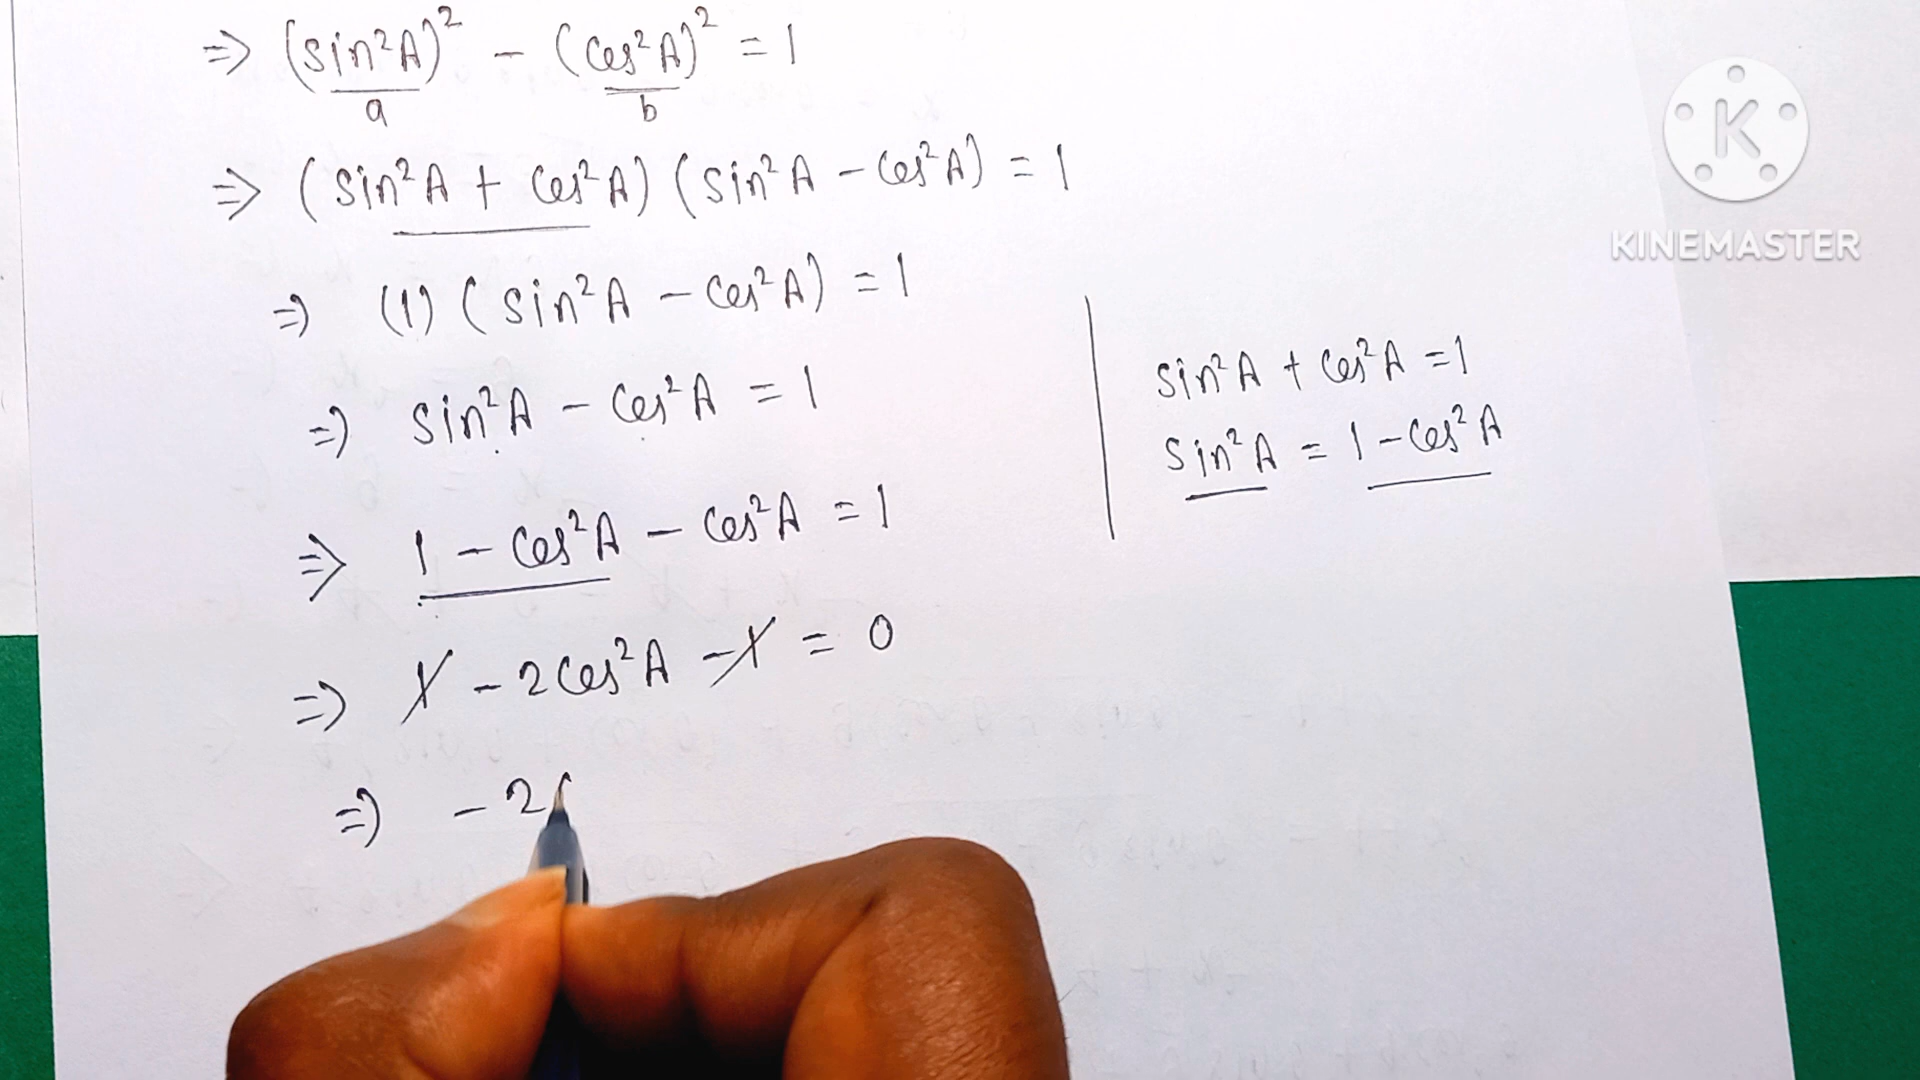 ⇒ (sin²A)² - (cos²A)² = 1
a b
⇒ (sin²A + cos²A) (sin²A - cos²A) = 1
⇒ (1) (sin²A - cos²A) = 1
⇒ sin²A - cos²A = 1
⇒ 1 - cos²A - cos²A = 1
⇒ 1 - 2cos²A - 1 = 0
⇒ - 2
sin²A + cos²A = 1
sin²A = 1 - cos²A
K
KINEMASTER